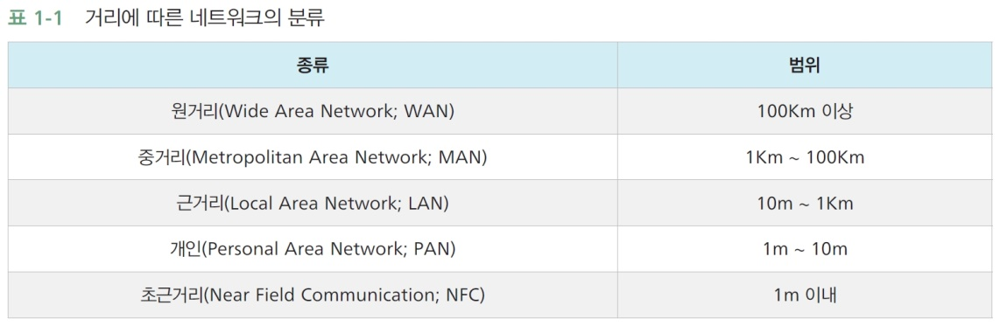 표 1-1 거리에 따른 네트워크의 분류
종류 범위
원거리(Wide Area Network; WAN) 100Km 이상
중거리(Metropolitan Area Network; MAN) 1Km ~ 100Km
근거리(Local Area Network; LAN) 10m ~ 1Km
개인(Personal Area Network; PAN) 1m ~ 10m
초근거리(Near Field Communication; NFC) 1m 이내